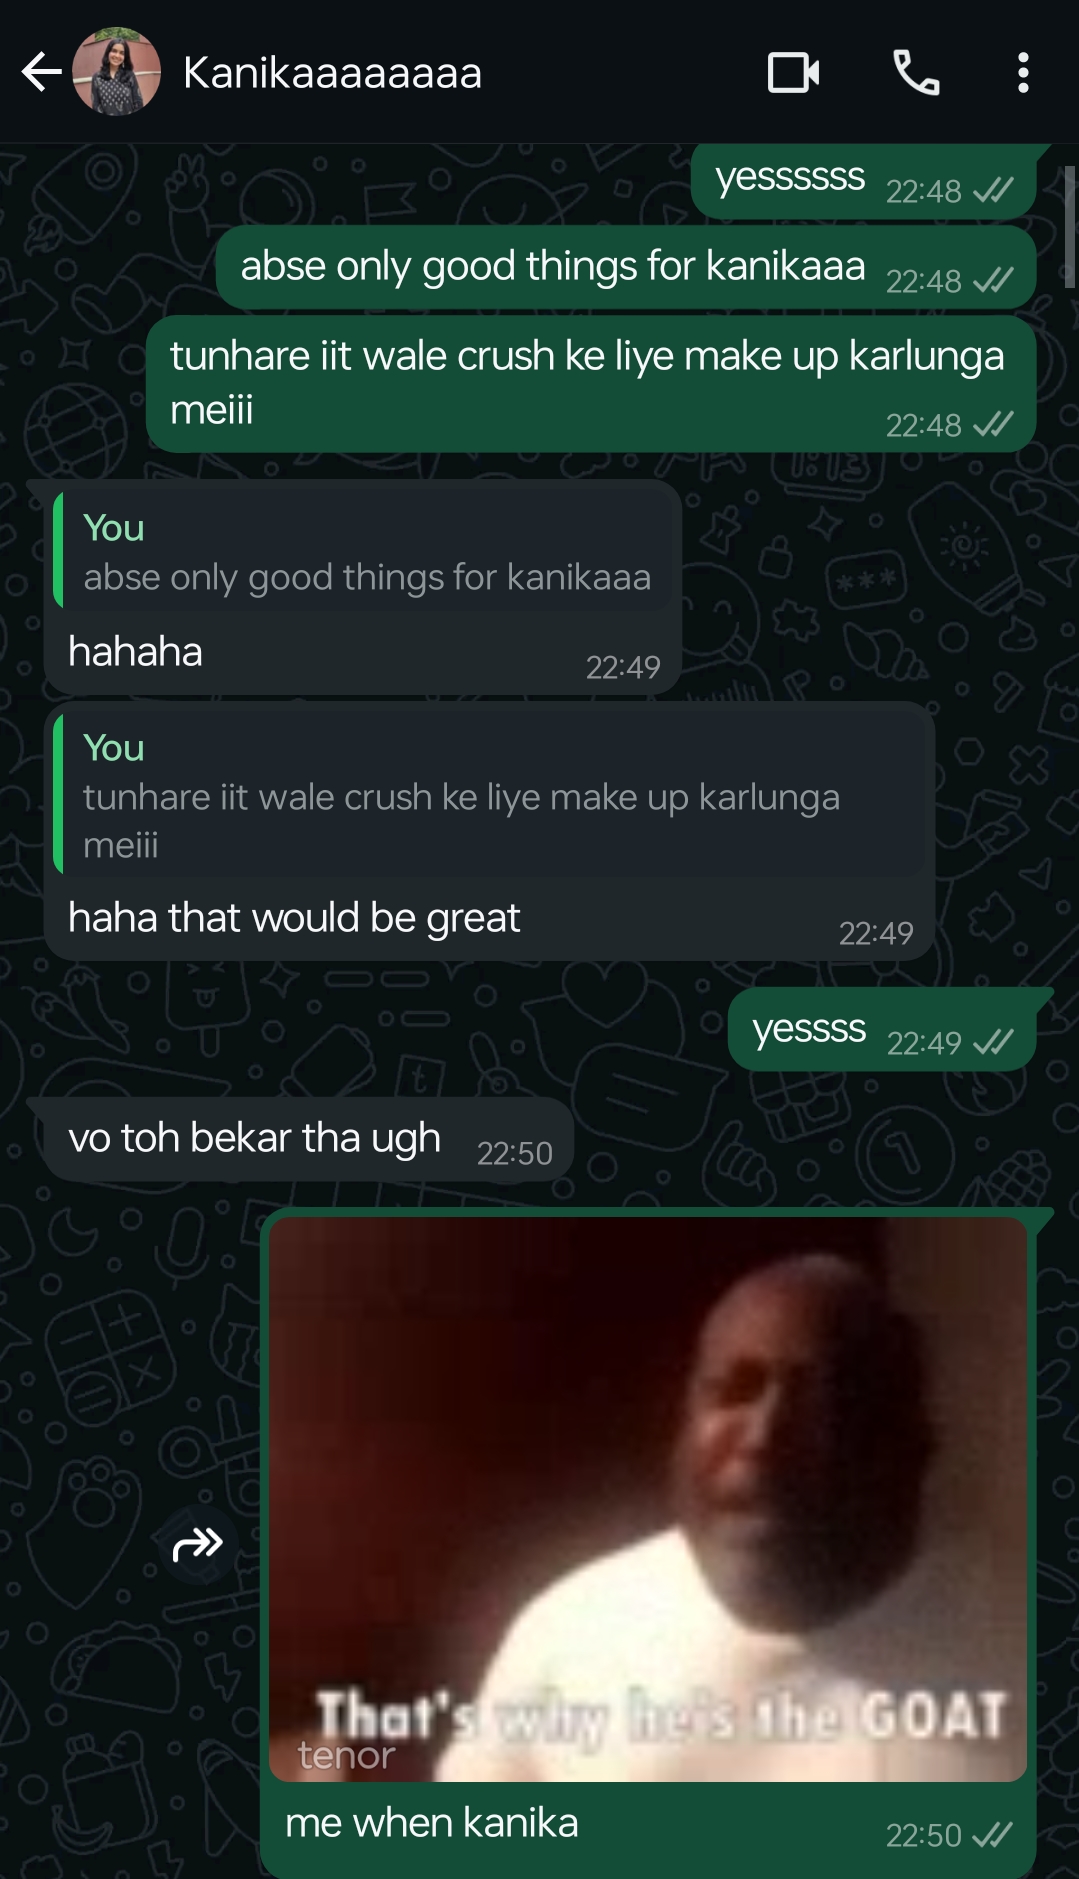 Kanikaaaaaaaa
yesssssss 22:48
abse only good things for kanikaaa 22:48
tunhare iit wale crush ke liye make up karlunga
meiii 22:48
You
abse only good things for kanikaaa
hahaha 22:49
You
tunhare iit wale crush ke liye make up karlunga
meiii
haha that would be great 22:49
yessss 22:49
vo toh bekar tha ugh 22:50
That's why he's the GOAT
tenor
me when kanika 22:50